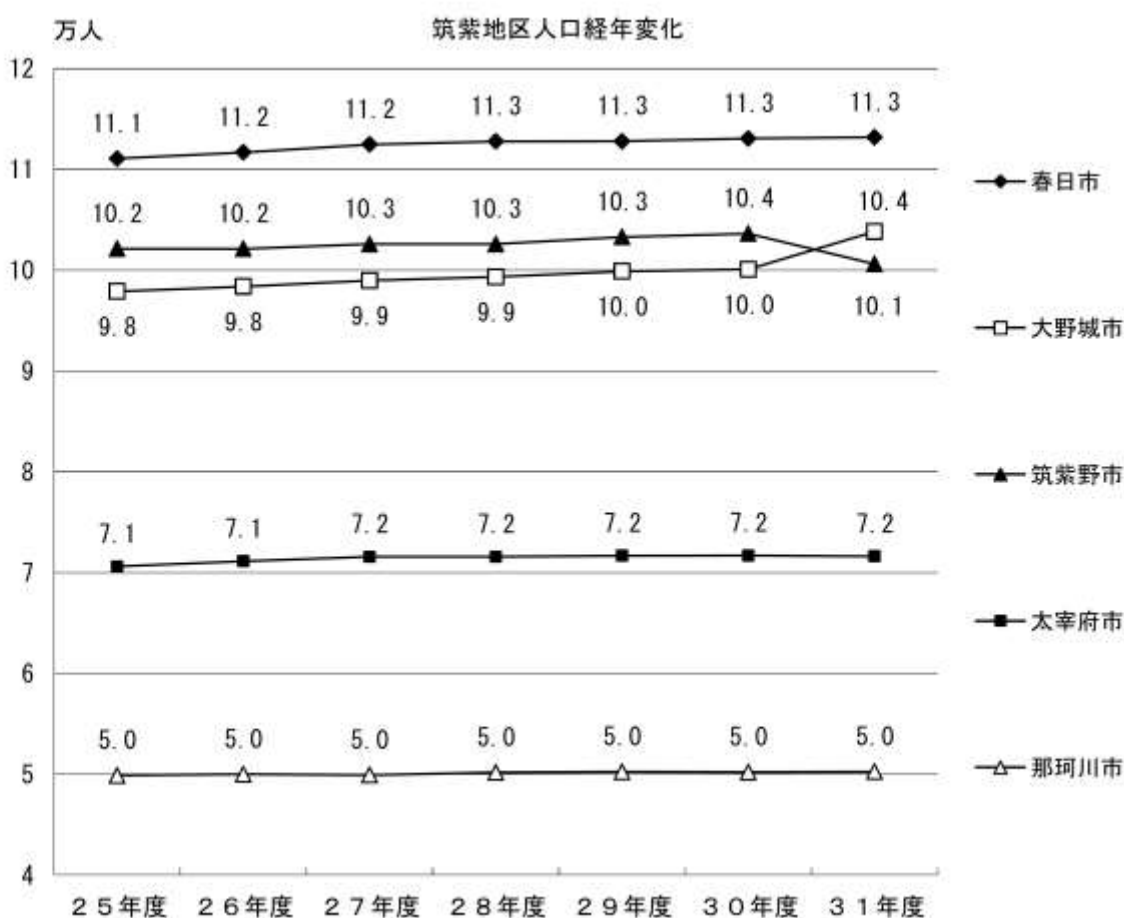 万人
筑紫地区人口経年変化
12
11
10
9
8
7
6
5
4
11.1 11.2 11.2 11.3 11.3 11.3 11.3
10.2 10.2 10.3 10.3 10.3 10.4 10.4
9.8 9.8 9.9 9.9 10.0 10.0 10.1
7.1 7.1 7.2 7.2 7.2 7.2 7.2
5.0 5.0 5.0 5.0 5.0 5.0 5.0
25年度 26年度 27年度 28年度 29年度 30年度 31年度
春日市
大野城市
筑紫野市
太宰府市
那珂川市